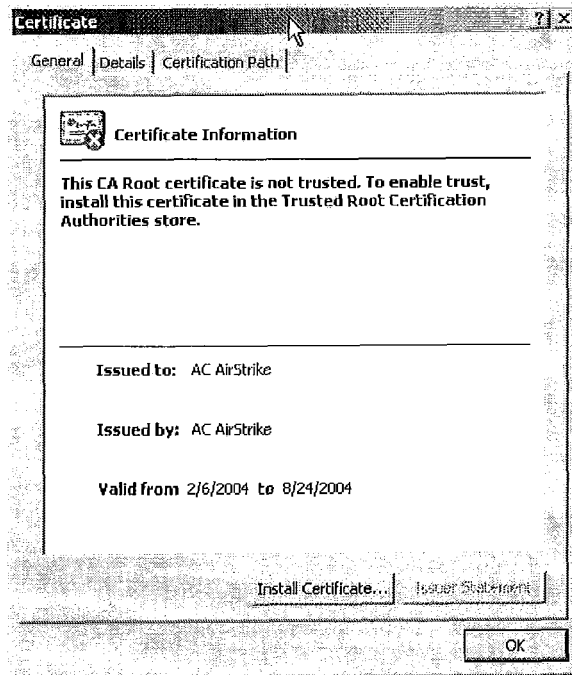 Certificate
General Details Certification Path
Certificate Information
This CA Root certificate is not trusted. To enable trust,
install this certificate in the Trusted Root Certification
Authorities store.
Issued to: AC AirStrike
Issued by: AC AirStrike
Valid from 2/6/2004 to 8/24/2004
Install Certificate... Issuer Statement
OK